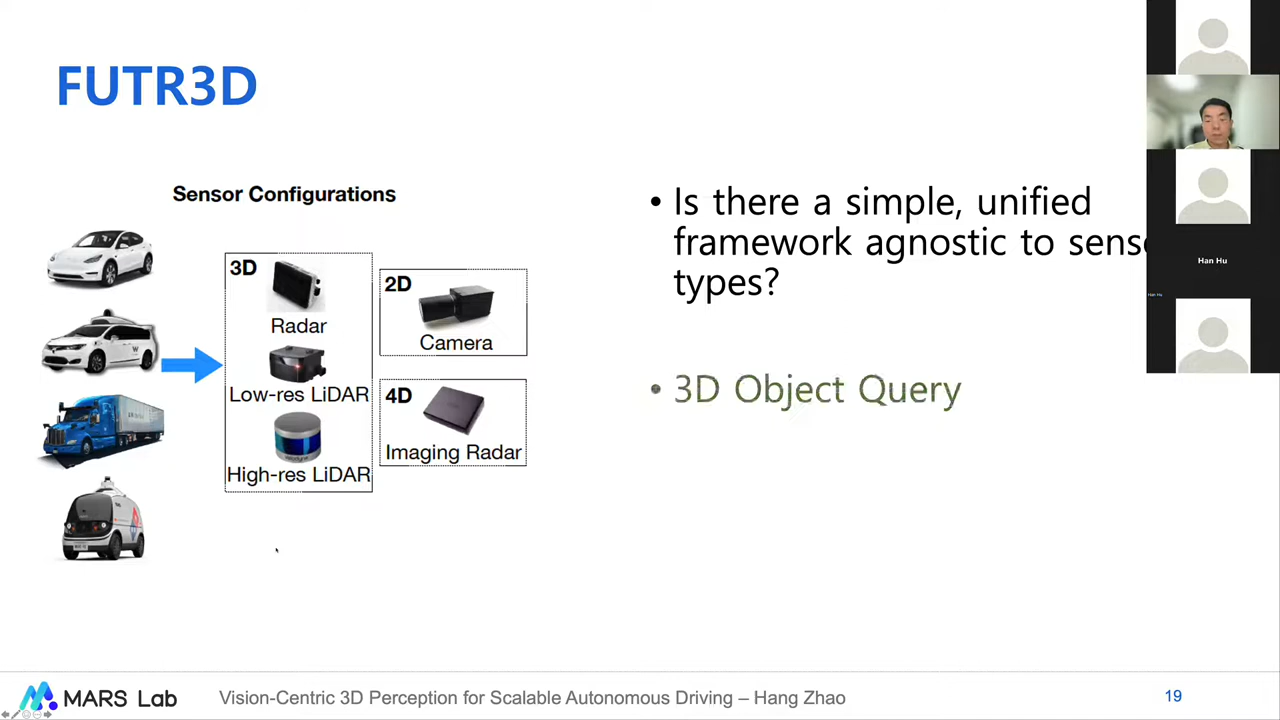 FUTR3D
Sensor Configurations
3D
Radar
Low-res LiDAR
High-res LiDAR
2D
Camera
4D
Imaging Radar
• Is there a simple, unified
framework agnostic to sens
types?
• 3D Object Query
Han Hu
Han Hu
MARS Lab
Vision-Centric 3D Perception for Scalable Autonomous Driving – Hang Zhao
19